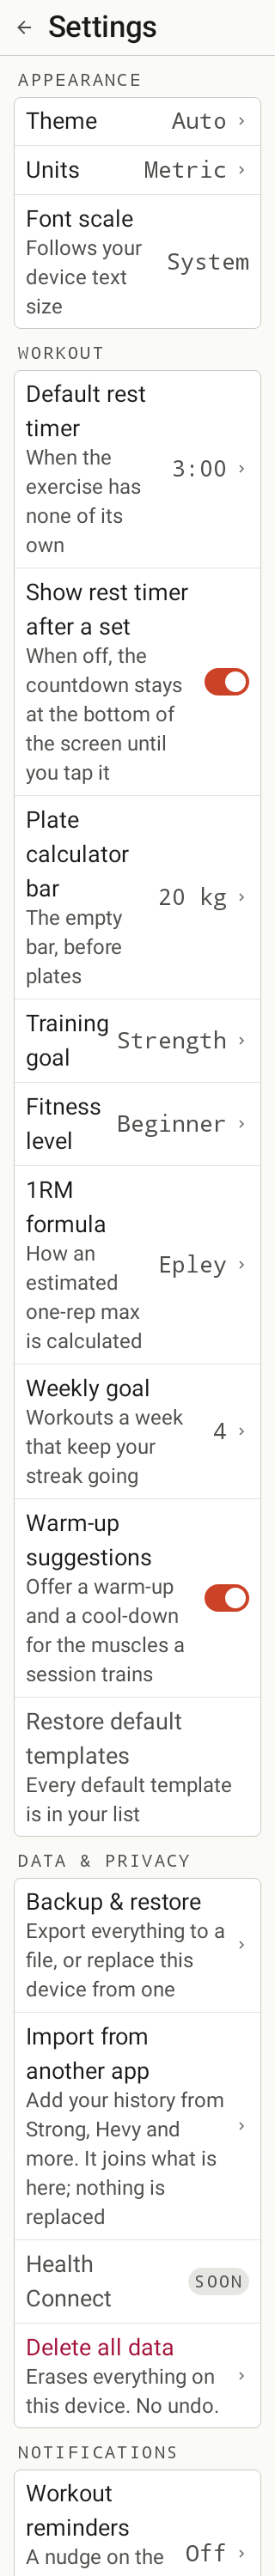 Settings
APPEARANCE
Theme
Auto
Units
Metric
Font scale
Follows your
device text
size
System
WORKOUT
Default rest
timer
When the
exercise has
none of its
own
3:00
Show rest timer
after a set
When off, the
countdown stays
at the bottom of
the screen until
you tap it
Plate
calculator
bar
The empty
bar, before
plates
20 kg
Training
goal
Strength
Fitness
level
Beginner
1RM
formula
How an
estimated
one-rep max
is calculated
Epley
Weekly goal
Workouts a week
that keep your
streak going
4
Warm-up
suggestions
Offer a warm-up
and a cool-down
for the muscles a
session trains
Restore default
templates
Every default template
is in your list
DATA & PRIVACY
Backup & restore
Export everything to a
file, or replace this
device from one
Import from
another app
Add your history from
Strong, Hevy and
more. It joins what is
here; nothing is
replaced
Health
Connect
SOON
Delete all data
Erases everything on
this device. No undo.
NOTIFICATIONS
Workout
reminders
A nudge on the
Off